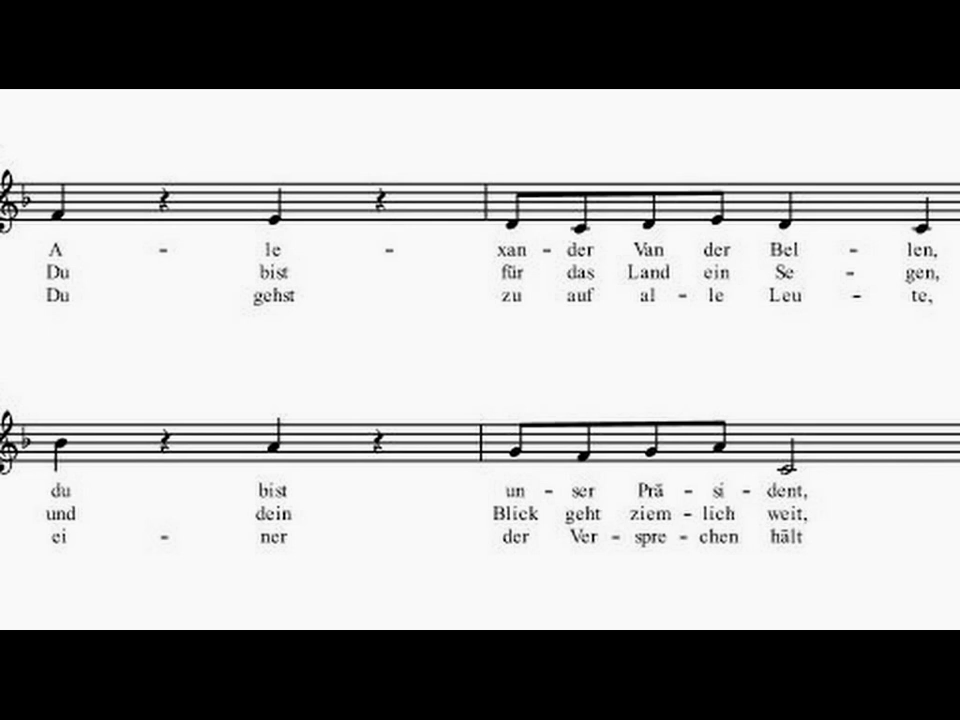 A - le - xan - der Van der Bel - len,
Du bist für das Land ein Se - gen,
Du gehst zu auf al - le Leu - te,
du bist un - ser Prä - si - dent,
und dein Blick geht ziem - lich weit,
ei - ner der Ver - spre - chen hält